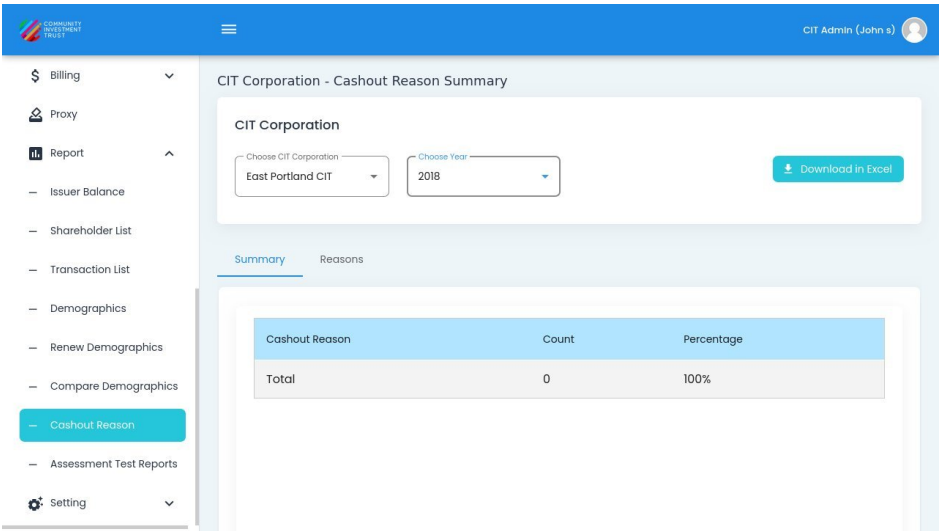 COMMUNITY
INVESTMENT
TRUST
CIT Admin (John s)
Billing
Proxy
Report
Issuer Balance
Shareholder List
Transaction List
Demographics
Renew Demographics
Compare Demographics
Cashout Reason
Assessment Test Reports
Setting
CIT Corporation - Cashout Reason Summary
CIT Corporation
Choose CIT Corporation
East Portland CIT
Choose Year
2018
Download in Excel
Summary Reasons
Cashout Reason Count Percentage
Total 0 100%